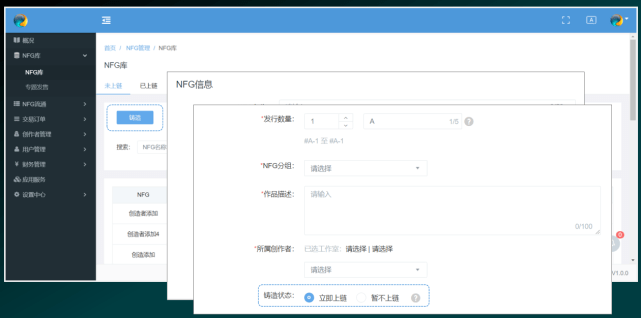 概况
首页 / NFG管理 / NFG库
NFG库
NFG库
NFG库
专题发售
未上链 已上链
NFG信息
NFG流通
交易订单
创作者管理
用户管理
¥ 财务管理
应用服务
设置中心
铸造
搜索: NFG名称
NFG
创造者添加
创造者添加4
创造添加
*发行数量: 1 A 1/5 ?
#A-1 至 #A-1
*NFG分组: 请选择
*作品描述: 请输入
0/100
*所属创作者: 已选工作室: 请选择 | 请选择
请选择
铸造状态: 立即上链 暂不上链 ?
0
V1.0.0